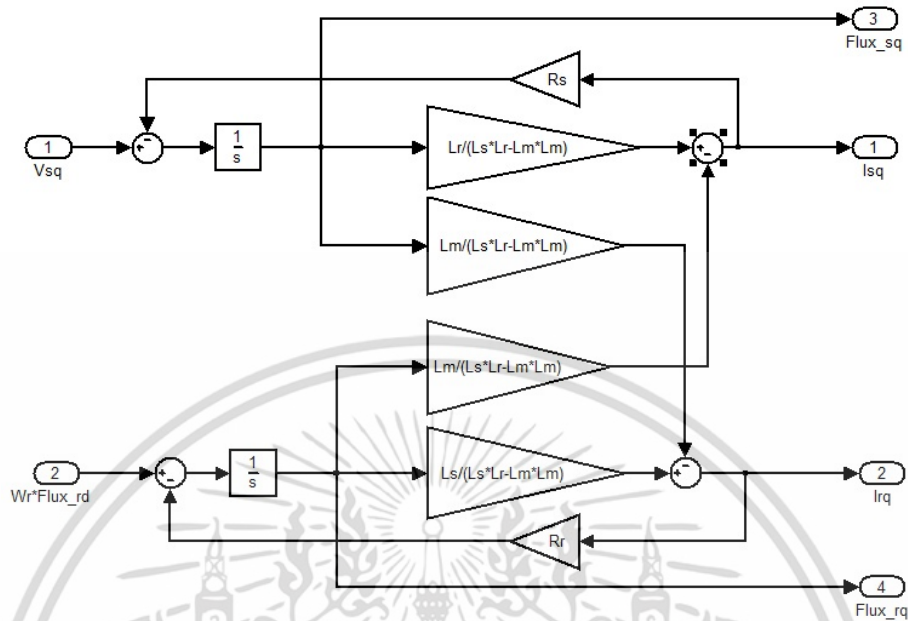 3
Flux_sq
Rs
1
Vsq
1
s
Lr/(Ls*Lr-Lm*Lm)
1
Isq
Lm/(Ls*Lr-Lm*Lm)
Lm/(Ls*Lr-Lm*Lm)
2
Wr*Flux_rd
1
s
Ls/(Ls*Lr-Lm*Lm)
2
Irq
Rr
4
Flux_rq